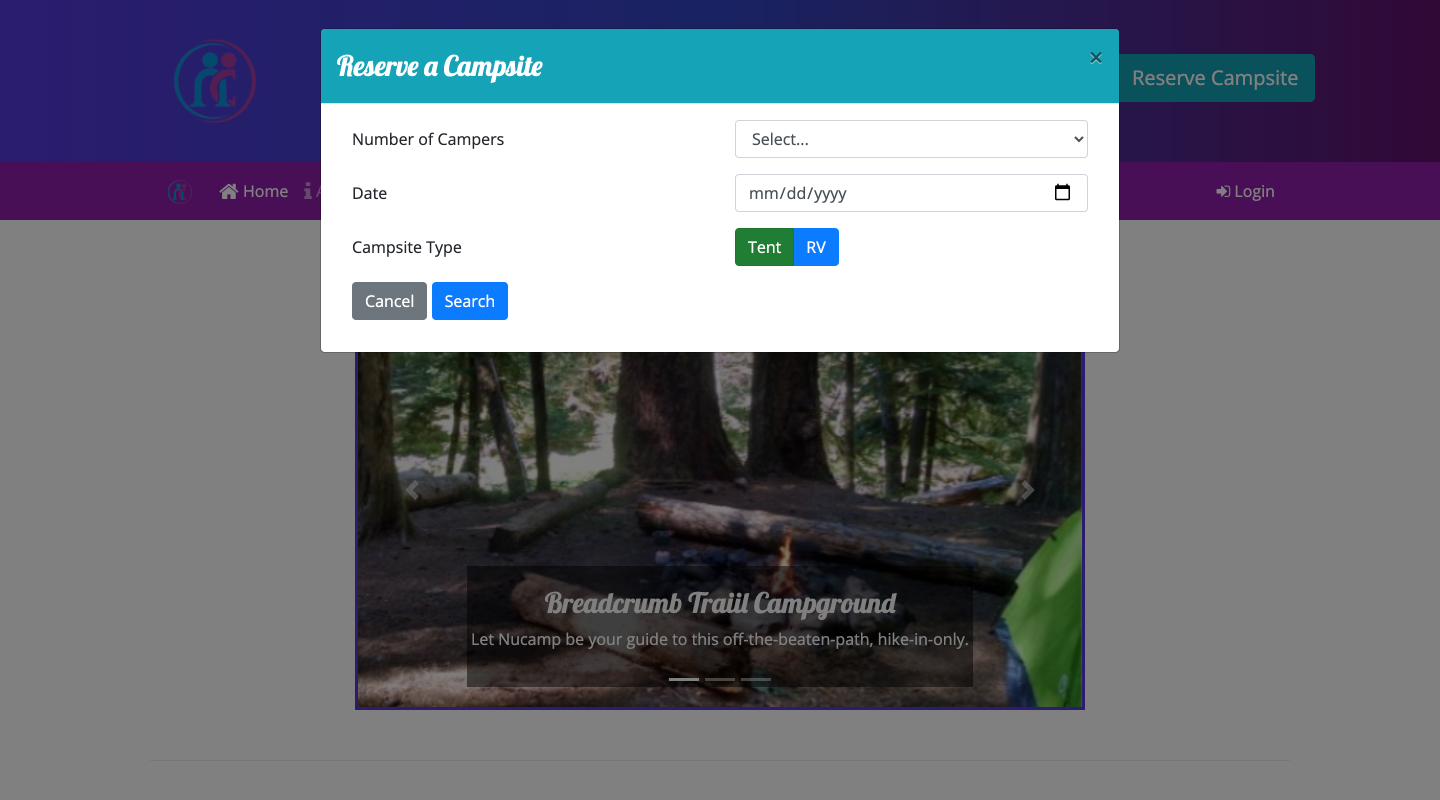 Reserve a Campsite
×
Reserve Campsite
Number of Campers
Select...
Date
mm/dd/yyyy
Campsite Type
Tent
RV
Cancel
Search
Home
Login
Breadcrumb Traiil Campground
Let Nucamp be your guide to this off-the-beaten-path, hike-in-only.